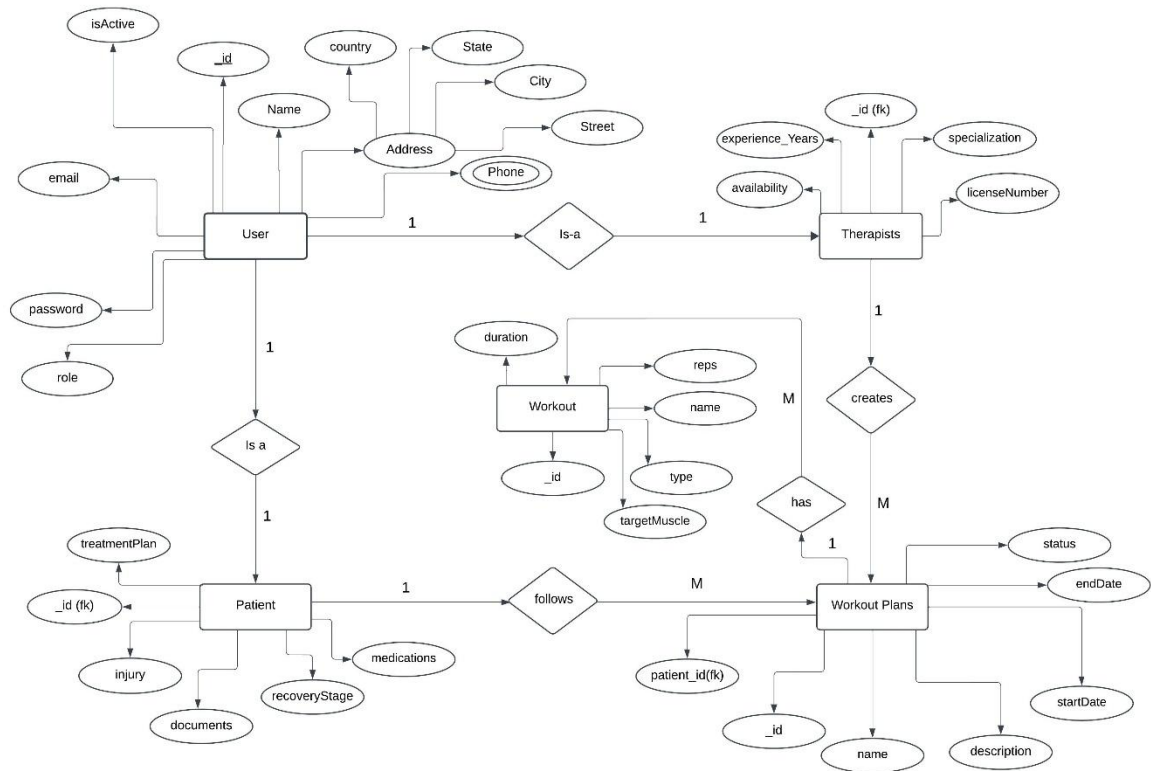 isActive
_id
country
State
City
Name
Address
Street
Phone
email
User
password
role
1
Is-a
1
experience_Years
_id (fk)
specialization
availability
licenseNumber
Therapists
1
creates
M
1
Is a
1
duration
reps
Workout
name
_id
type
targetMuscle
M
has
1
treatmentPlan
_id (fk)
Patient
injury
documents
recoveryStage
medications
1
follows
M
status
endDate
Workout Plans
patient_id(fk)
_id
name
description
startDate